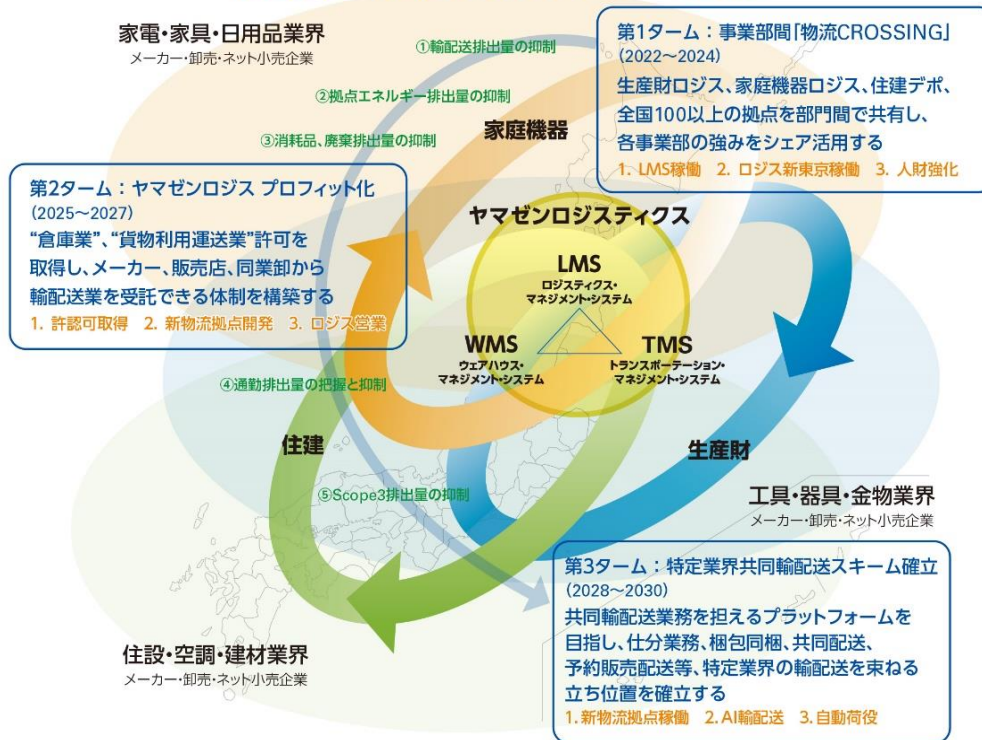 家電・家具・日用品業界
メーカー・卸売・ネット小売企業
①輸配送排出量の抑制
②拠点エネルギー排出量の抑制
③消耗品、廃棄排出量の抑制
家庭機器
第1ターム：事業部間「物流CROSSING」
(2022～2024)
生産財ロジス、家庭機器ロジス、住建デポ、
全国100以上の拠点を部門間で共有し、
各事業部の強みをシェア活用する
1. LMS稼働 2. ロジス新東京稼働 3. 人財強化
第2ターム：ヤマゼンロジス プロフィット化
(2025～2027)
“倉庫業”、“貨物利用運送業”許可を
取得し、メーカー、販売店、同業卸から
輸配送業を受託できる体制を構築する
1. 許認可取得 2. 新物流拠点開発 3. ロジス営業
ヤマゼンロジスティクス
LMS
ロジスティクス・
マネジメント・システム
WMS
ウェアハウス・
マネジメント・システム
TMS
トランスポーテーション・
マネジメント・システム
④通勤排出量の把握と抑制
住建
生産財
⑤Scope3排出量の抑制
工具・器具・金物業界
メーカー・卸売・ネット小売企業
第3ターム：特定業界共同輸配送スキーム確立
(2028～2030)
共同輸配送業務を担えるプラットフォームを
目指し、仕分業務、梱包同梱、共同配送、
予約販売配送等、特定業界の輸配送を束ねる
立ち位置を確立する
1. 新物流拠点稼働 2. AI輸配送 3. 自動荷役
住設・空調・建材業界
メーカー・卸売・ネット小売企業